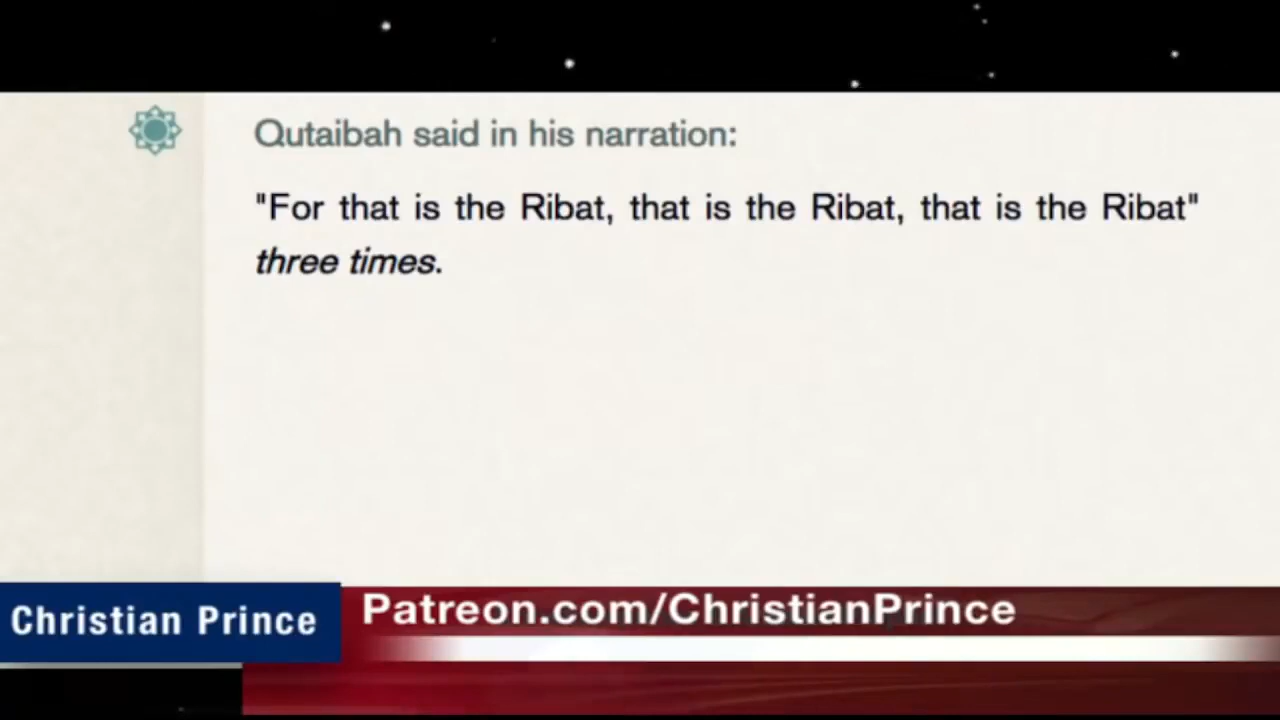 Qutaibah said in his narration:
"For that is the Ribat, that is the Ribat, that is the Ribat"
three times.
Christian Prince
Patreon.com/ChristianPrince